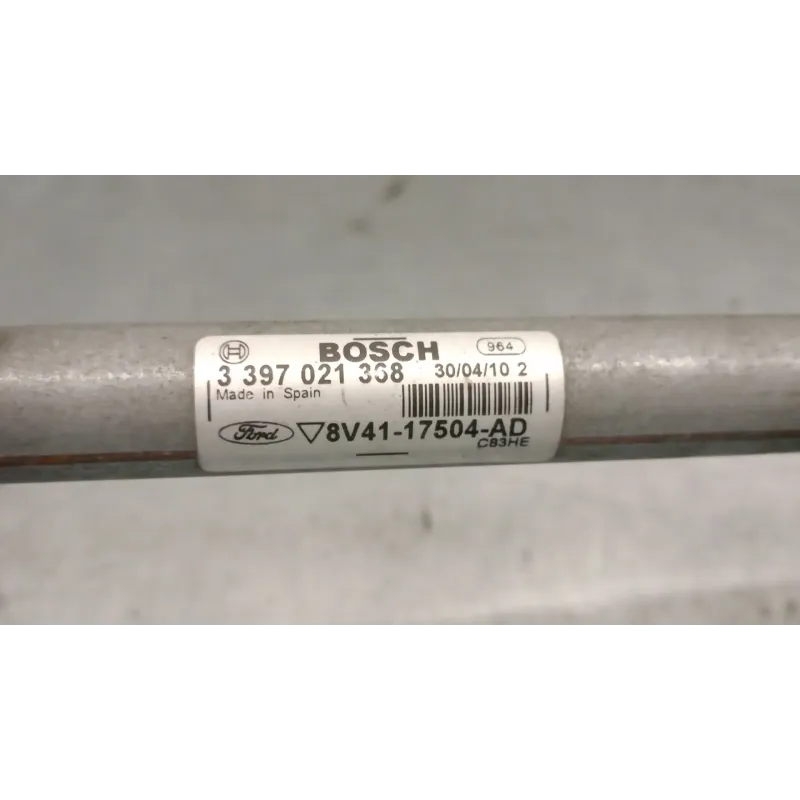 BOSCH 964
3 397 021 368 30/04/10 2
Made in Spain
Ford 8V41-17504-AD
C83HE